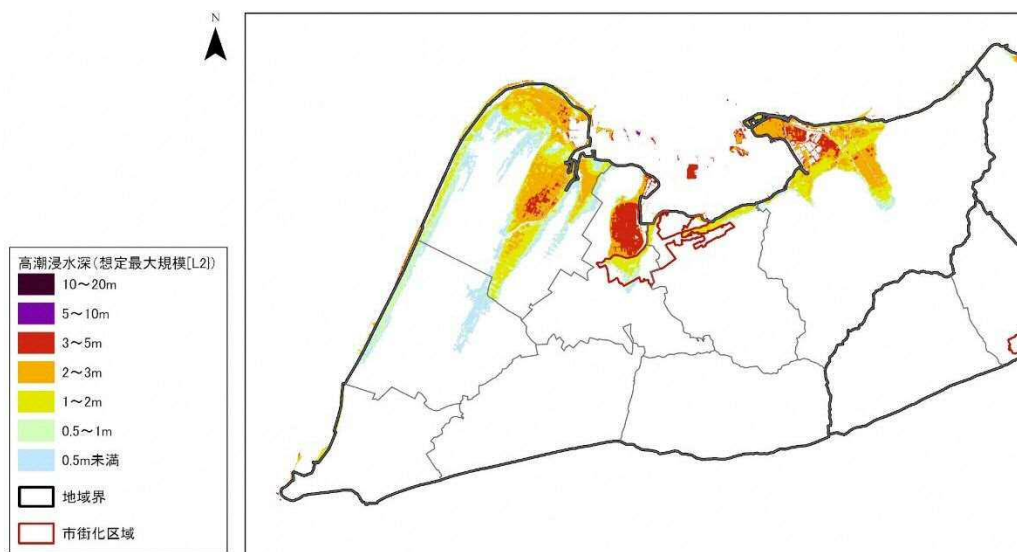 N
高潮浸水深(想定最大規模[L2])
10～20m
5～10m
3～5m
2～3m
1～2m
0.5～1m
0.5m未満
地域界
市街化区域